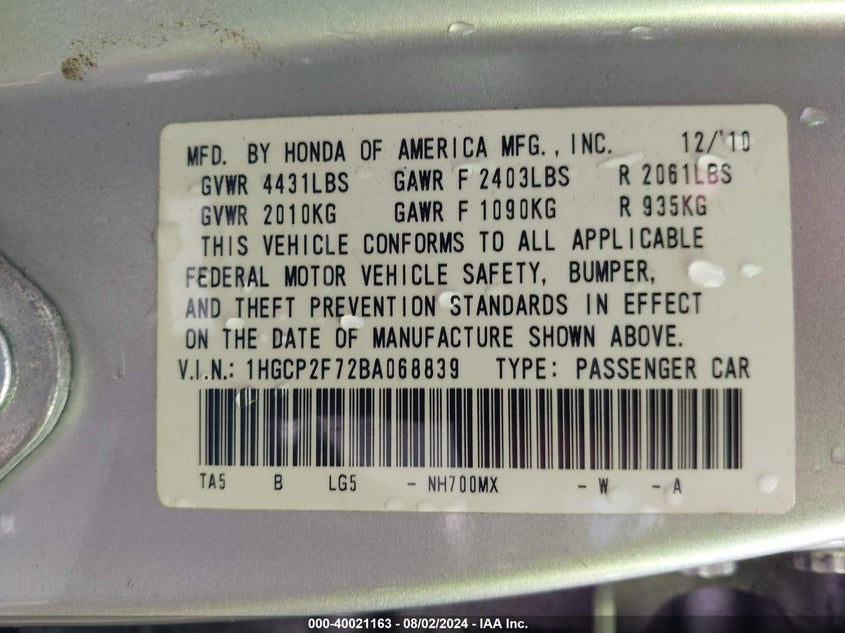 MFD. BY HONDA OF AMERICA MFG., INC. 12/'10
GVWR 4431LBS GAWR F 2403LBS R 2061LBS
GVWR 2010KG GAWR F 1090KG R 935KG
THIS VEHICLE CONFORMS TO ALL APPLICABLE
FEDERAL MOTOR VEHICLE SAFETY, BUMPER,
AND THEFT PREVENTION STANDARDS IN EFFECT
ON THE DATE OF MANUFACTURE SHOWN ABOVE.
V.I.N.: 1HGCP2F72BA068839 TYPE: PASSENGER CAR
TA5 B LG5 - NH700MX - W - A
000-40021163 - 08/02/2024 - IAA Inc.